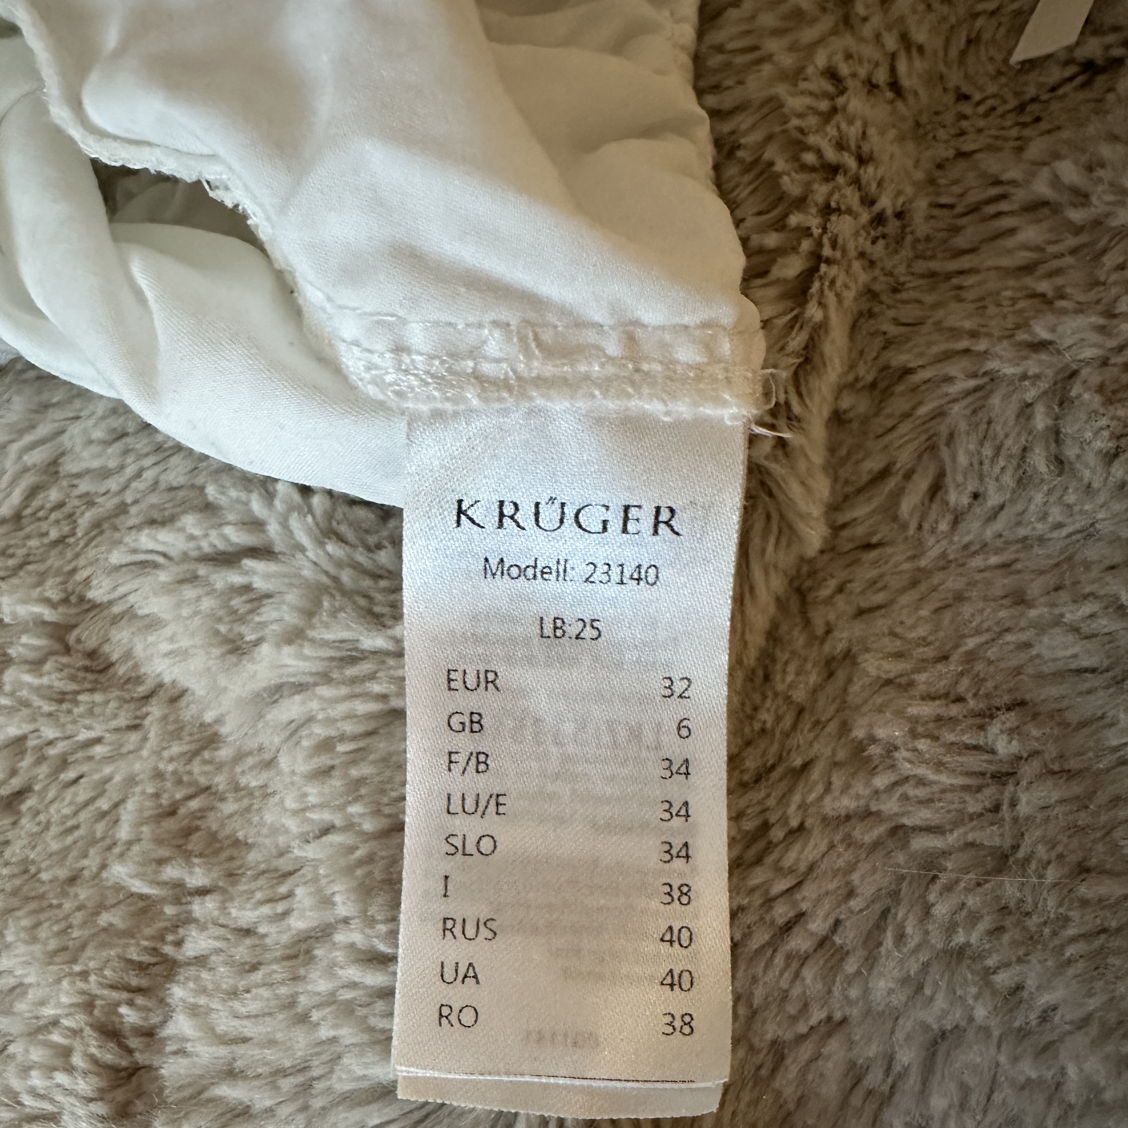 KRŰGER
Modell: 23140
LB:25
EUR 32
GB 6
F/B 34
LU/E 34
SLO 34
I 38
RUS 40
UA 40
RO 38